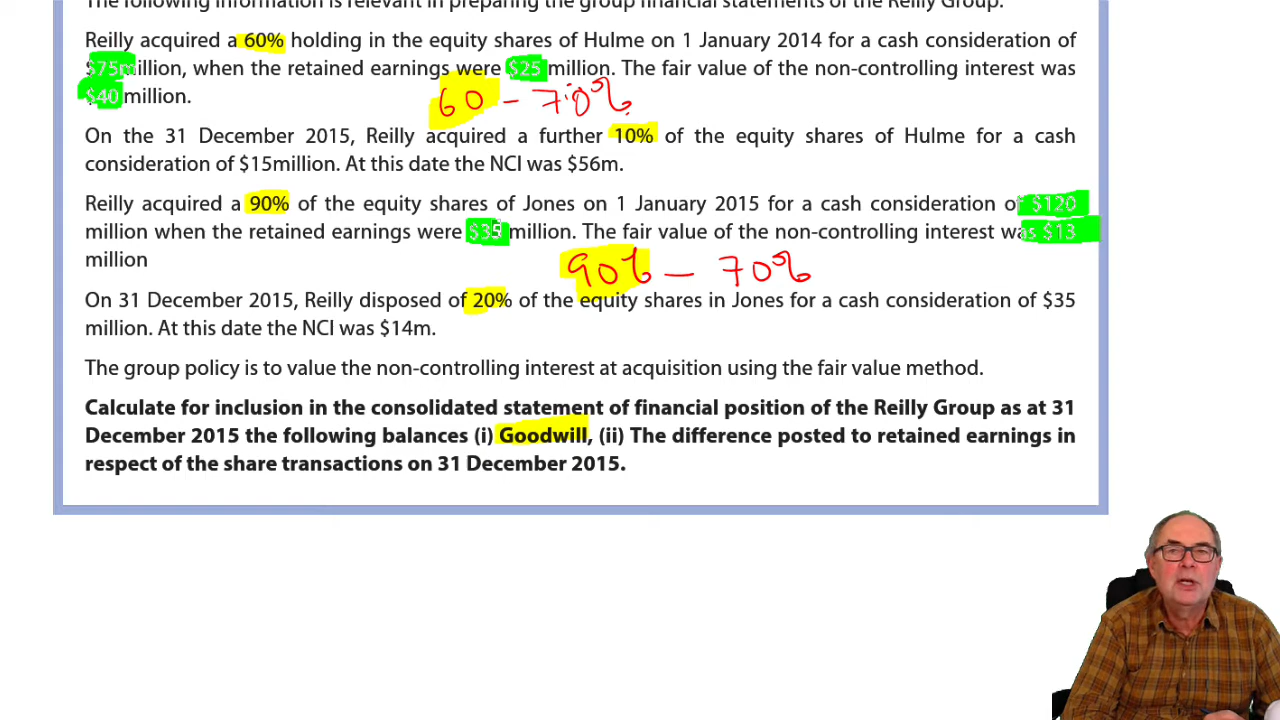 The following information is relevant in preparing the group financial statements of the Reilly Group.
Reilly acquired a 60% holding in the equity shares of Hulme on 1 January 2014 for a cash consideration of
$75million, when the retained earnings were $25 million. The fair value of the non-controlling interest was
$40 million.
60 – 70%
On the 31 December 2015, Reilly acquired a further 10% of the equity shares of Hulme for a cash
consideration of $15million. At this date the NCI was $56m.
Reilly acquired a 90% of the equity shares of Jones on 1 January 2015 for a cash consideration of $120
million when the retained earnings were $35 million. The fair value of the non-controlling interest was $13
million
90% – 70%
On 31 December 2015, Reilly disposed of 20% of the equity shares in Jones for a cash consideration of $35
million. At this date the NCI was $14m.
The group policy is to value the non-controlling interest at acquisition using the fair value method.
Calculate for inclusion in the consolidated statement of financial position of the Reilly Group as at 31
December 2015 the following balances (i) Goodwill, (ii) The difference posted to retained earnings in
respect of the share transactions on 31 December 2015.